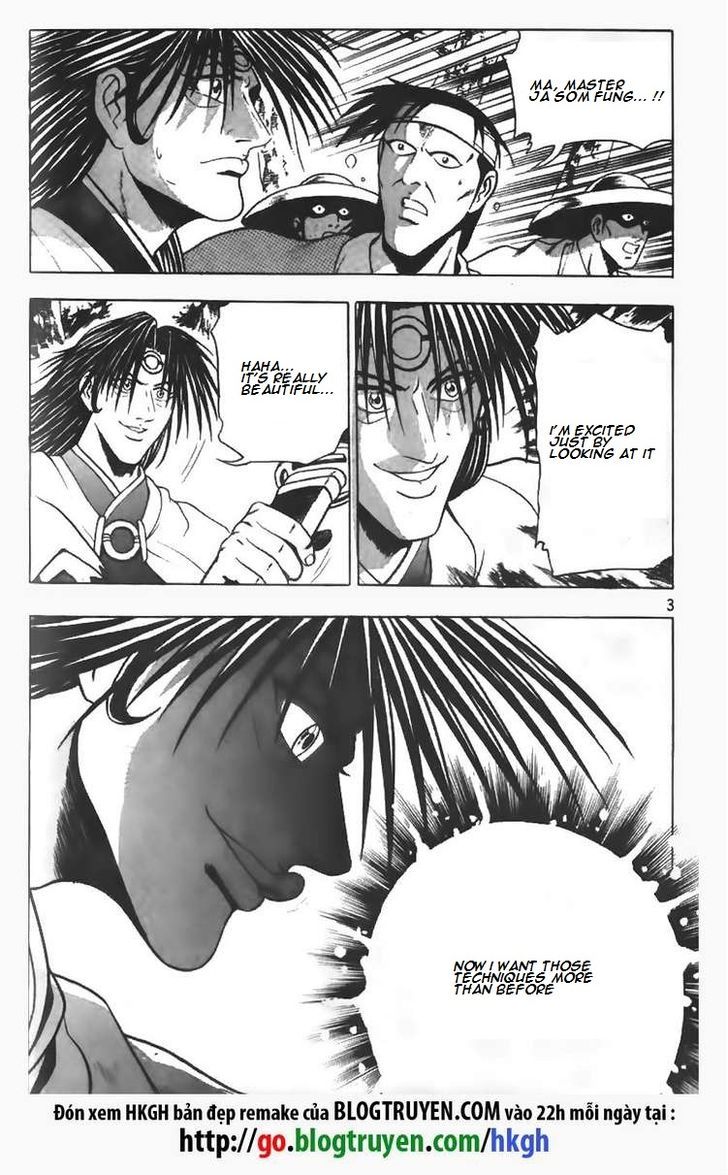 MA, MASTER
JA SOM FUNG... !!
HAHA...
IT'S REALLY
BEAUTIFUL...
I'M EXCITED
JUST BY
LOOKING AT IT
3
NOW I WANT THOSE
TECHNIQUES MORE
THAN BEFORE
Đón xem HKGH bản đẹp remake của BLOGTRUYEN.COM vào 22h mỗi ngày tại :
http://go.blogtruyen.com/hkgh